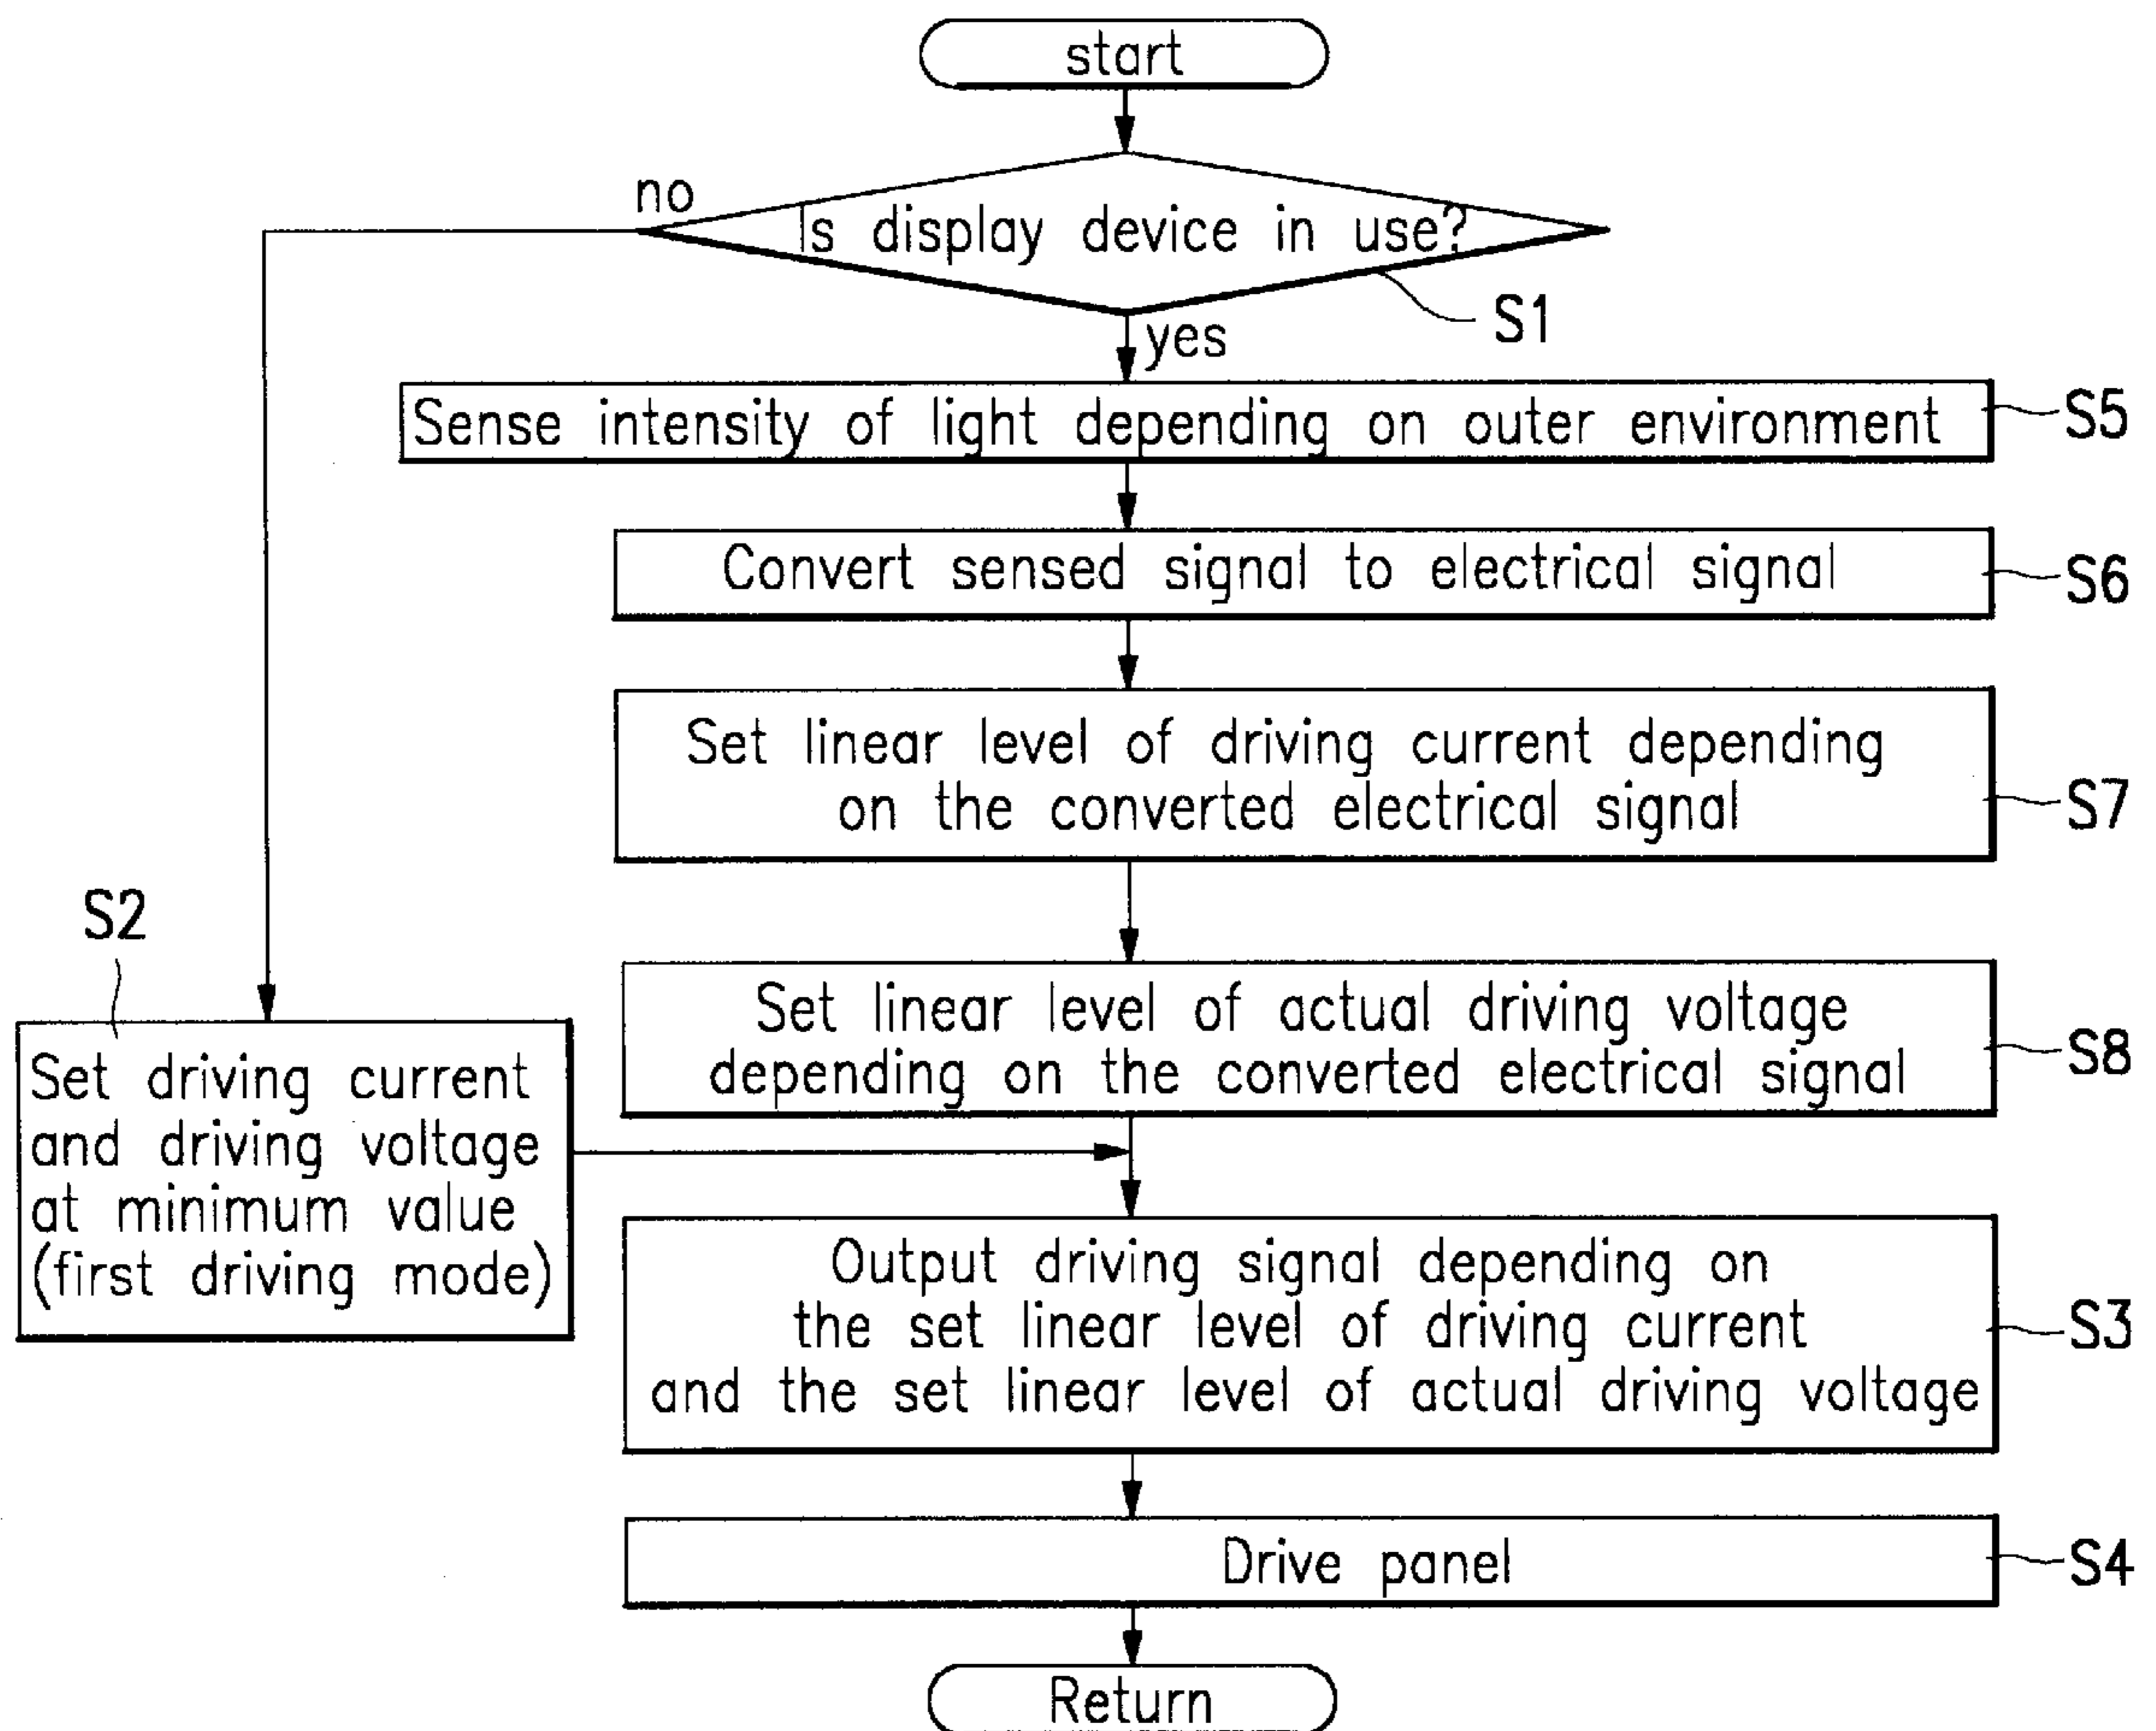 start
no
Is display device in use?
S1
yes
Sense intensity of light depending on outer environment
S5
Convert sensed signal to electrical signal
S6
Set linear level of driving current depending
on the converted electrical signal
S7
S2
Set linear level of actual driving voltage
depending on the converted electrical signal
S8
Set driving current
and driving voltage
at minimum value
(first driving mode)
Output driving signal depending on
the set linear level of driving current
and the set linear level of actual driving voltage
S3
Drive panel
S4
Return